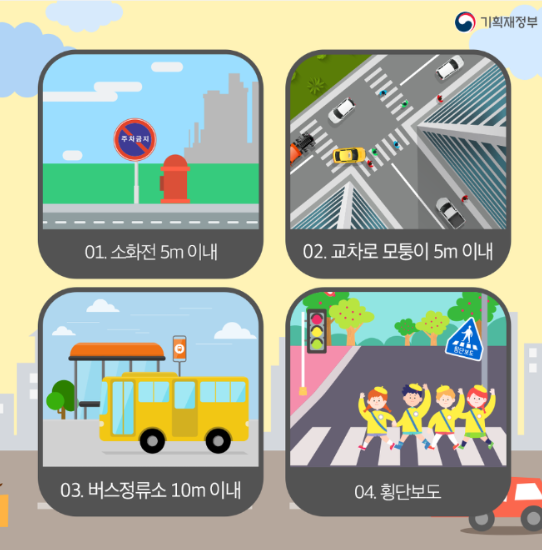 기획재정부
주차금지
01. 소화전 5m 이내
02. 교차로 모퉁이 5m 이내
03. 버스정류소 10m 이내
횡단보도
04. 횡단보도